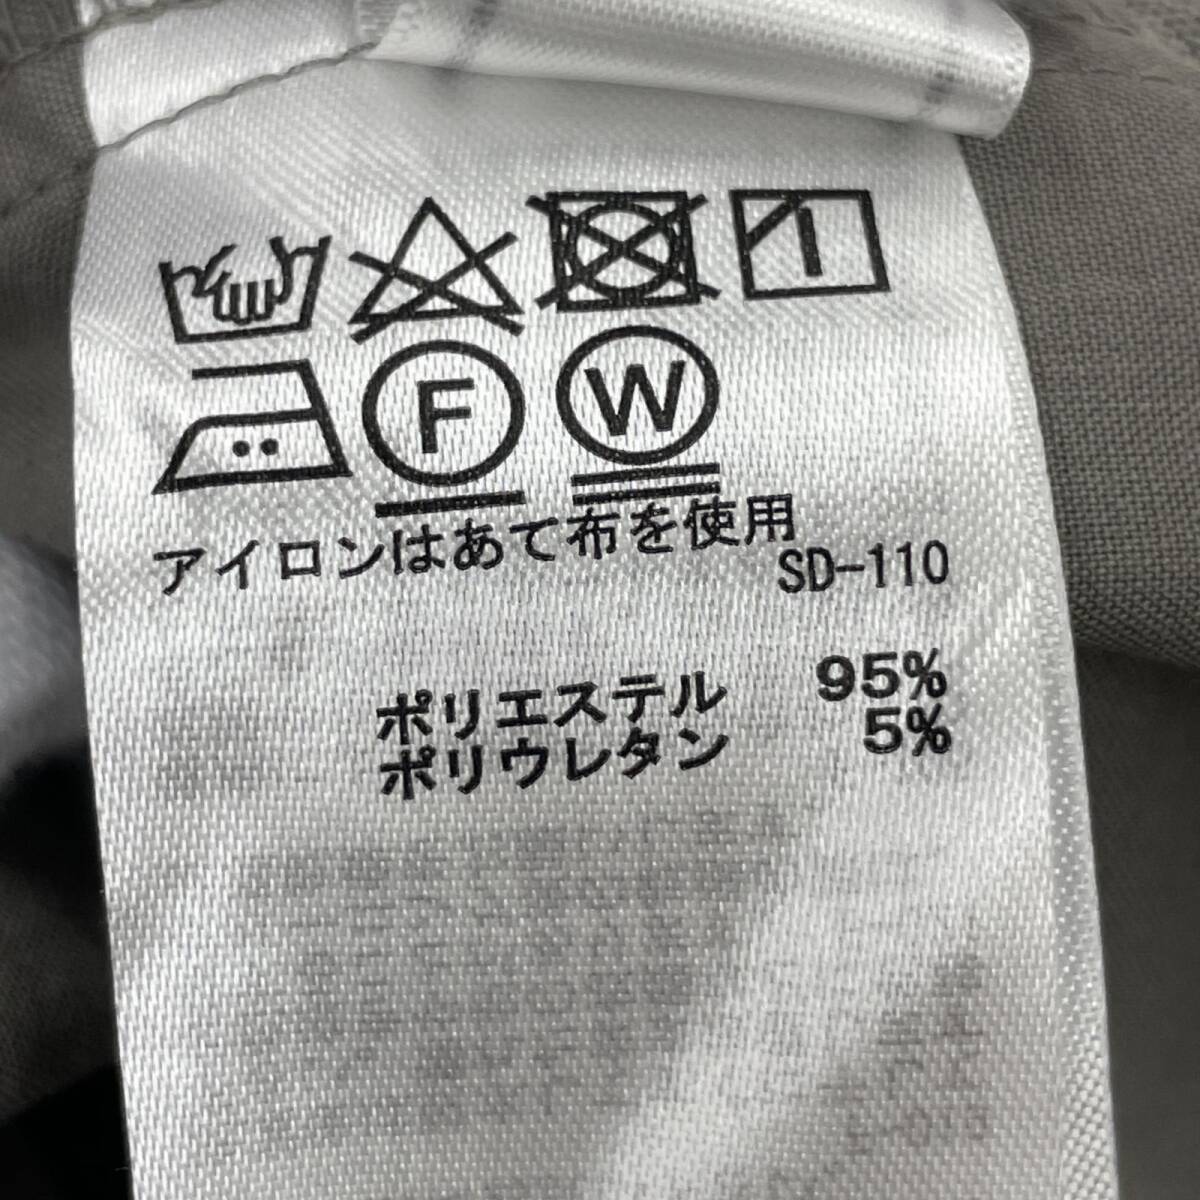 F W
アイロンはあて布を使用
SD-110
ポリエステル 95%
ポリウレタン 5%